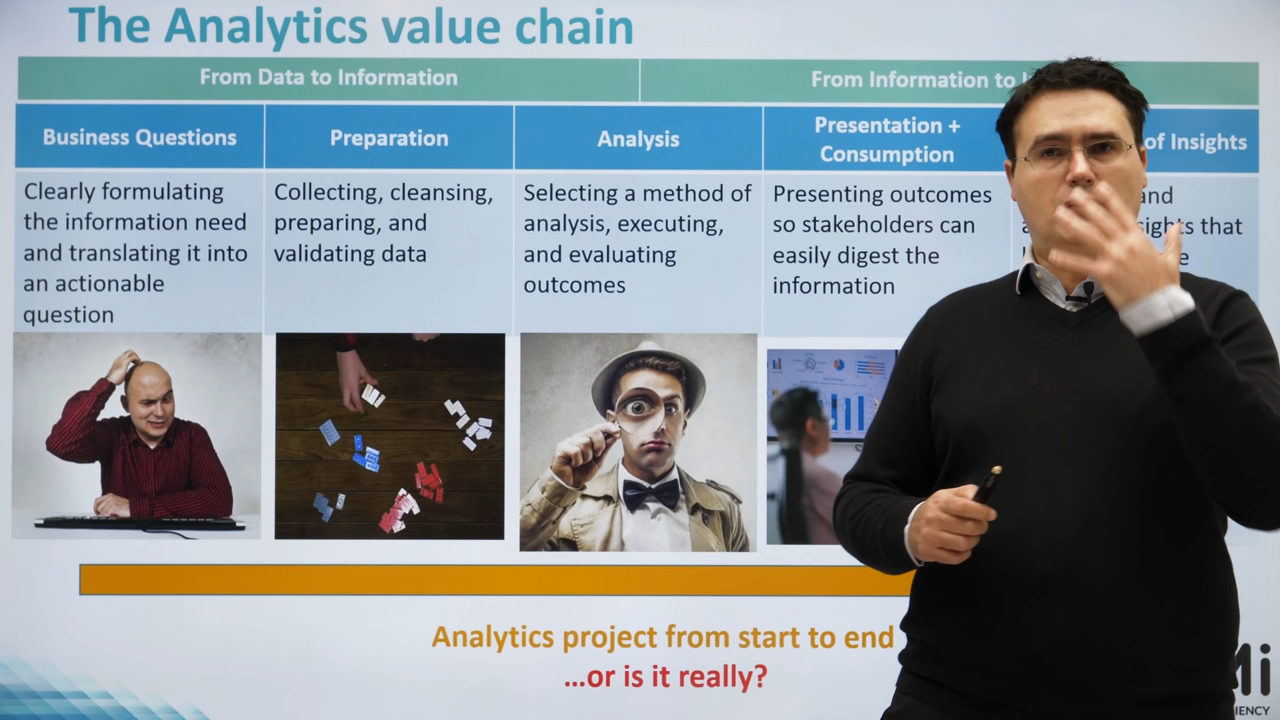 The Analytics value chain
From Data to Information
From Information to
Business Questions
Preparation
Analysis
Presentation +
Consumption
of Insights
Clearly formulating
the information need
and translating it into
an actionable
question
Collecting, cleansing,
preparing, and
validating data
Selecting a method of
analysis, executing,
and evaluating
outcomes
Presenting outcomes
so stakeholders can
easily digest the
information
and
that
Analytics project from start to end
...or is it really?